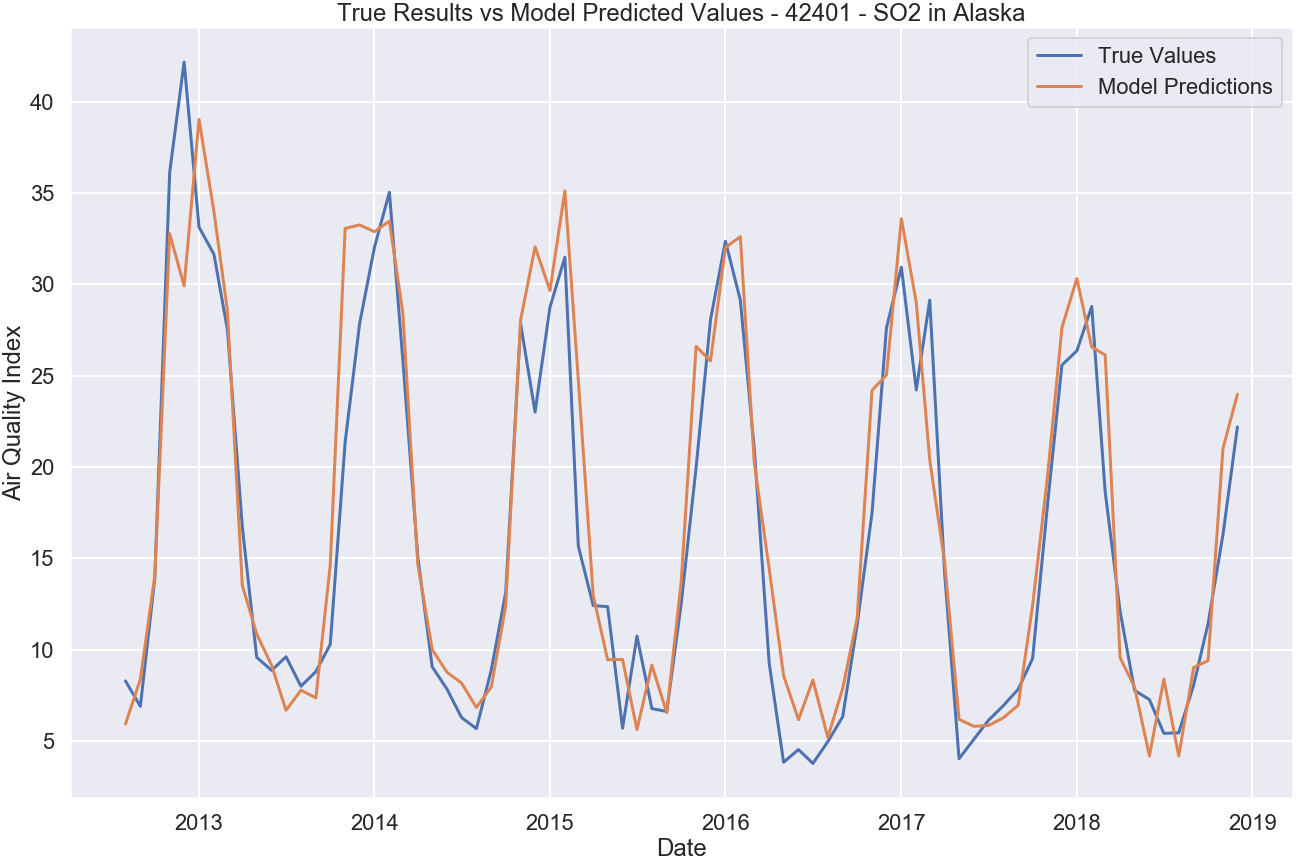 True Results vs Model Predicted Values - 42401 - SO2 in Alaska
True Values
Model Predictions
Air Quality Index
40
35
30
25
20
15
10
5
2013 2014 2015 2016 2017 2018 2019
Date